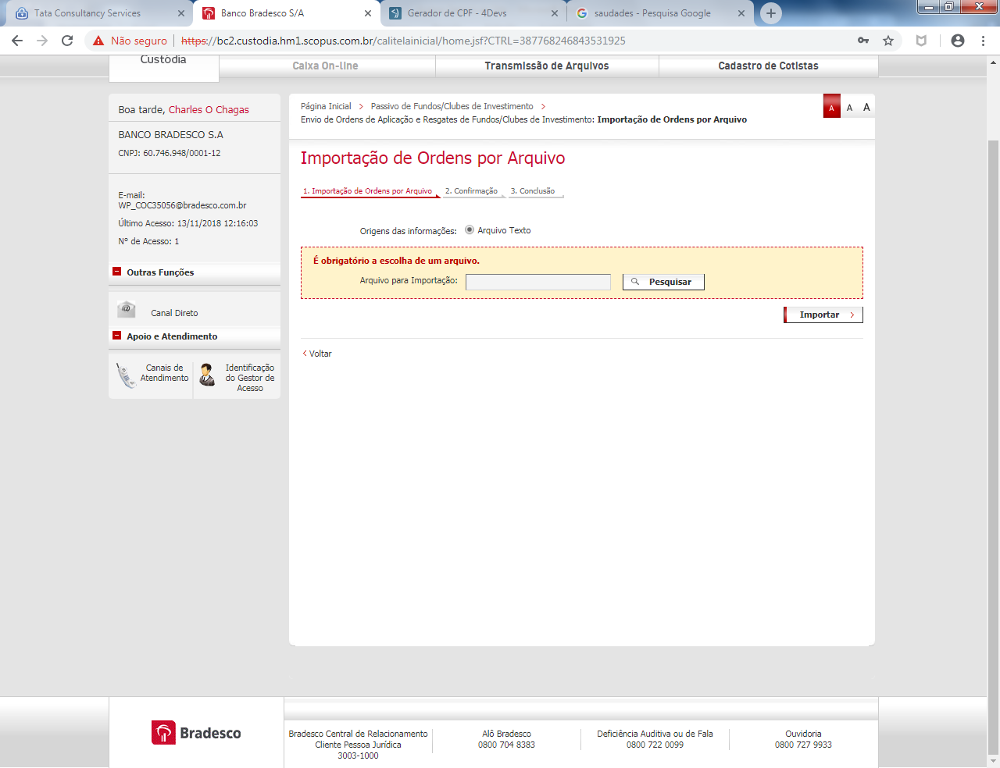 Tata Consultancy Services
Banco Bradesco S/A
Gerador de CPF - 4Devs
saudades - Pesquisa Google
Não seguro
https://bc2.custodia.hm1.scopus.com.br/calitelainicial/home.jsf?CTRL=387768246843531925
Custódia
Caixa On-line
Transmissão de Arquivos
Cadastro de Cotistas
Boa tarde, Charles O Chagas
BANCO BRADESCO S.A
CNPJ: 60.746.948/0001-12
E-mail:
WP_COC35056@bradesco.com.br
Último Acesso: 13/11/2018 12:16:03
Nº de Acesso: 1
Outras Funções
Canal Direto
Apoio e Atendimento
Canais de
Atendimento
Identificação
do Gestor de
Acesso
Página Inicial > Passivo de Fundos/Clubes de Investimento >
Envio de Ordens de Aplicação e Resgates de Fundos/Clubes de Investimento: Importação de Ordens por Arquivo
A A A
Importação de Ordens por Arquivo
1. Importação de Ordens por Arquivo
2. Confirmação
3. Conclusão
Origens das informações: Arquivo Texto
É obrigatório a escolha de um arquivo.
Arquivo para Importação:
Pesquisar
Importar
Voltar
Bradesco
Bradesco Central de Relacionamento
Cliente Pessoa Jurídica
3003-1000
Alô Bradesco
0800 704 8383
Deficiência Auditiva ou de Fala
0800 722 0099
Ouvidoria
0800 727 9933